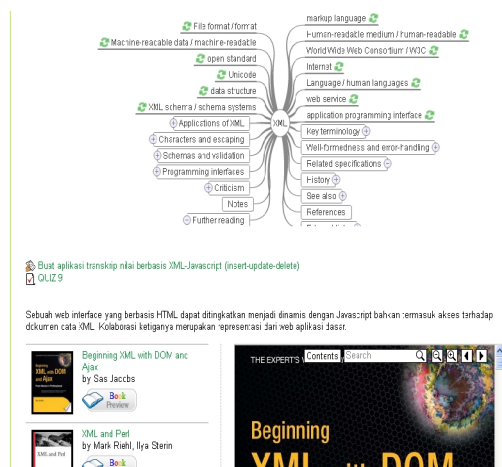 File format / format
Machine-readable data / machine-readable
open standard
Unicode
data structure
XML schema / schema systems
Applications of XML
Characters and escaping
Schemas and validation
Programming interfaces
Criticism
Notes
Further reading
XML
markup language
Human-readable medium / human-readable
World Wide Web Consortium / W3C
Internet
Language / human languages
web service
application programming interface
Key terminology
Well-formedness and error-handling
Related specifications
History
See also
References
Buat aplikasi transkrip nilai berbasis XML-Javascript (insert-update-delete)
QUIZ 9
Sebuah web interface yang berbasis HTML dapat ditingkatkan menjadi dinamis dengan Javascript bahkan termasuk akses terhadap
dokumen data XML. Kolaborasi ketiganya merupakan representasi dari web aplikasi dasar.
Beginning XML with DOM and
Ajax
by Sas Jacobs
Book
Preview
XML and Perl
by Mark Riehl, Ilya Sterin
Book
THE EXPERT'S
Contents
Search
Beginning
XML with DOM